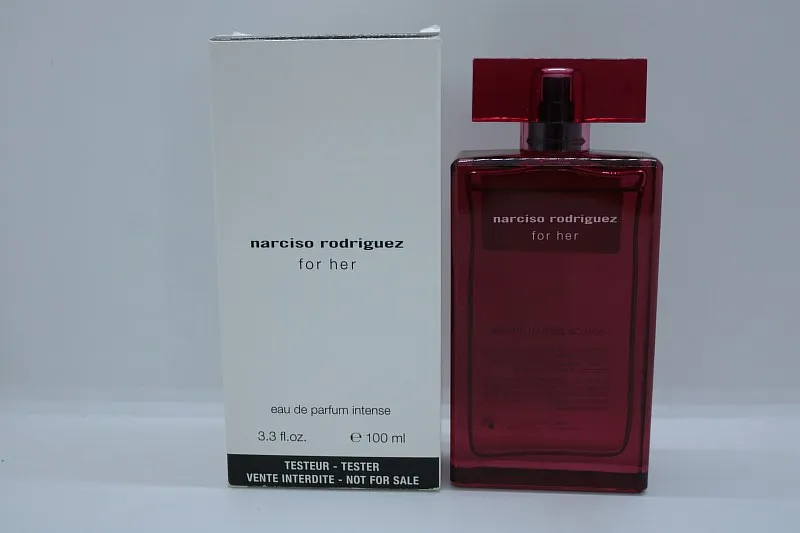 narciso rodriguez
for her
eau de parfum intense
3.3 fl.oz. ℮ 100 ml
TESTEUR - TESTER
VENTE INTERDITE - NOT FOR SALE
narciso rodriguez
for her